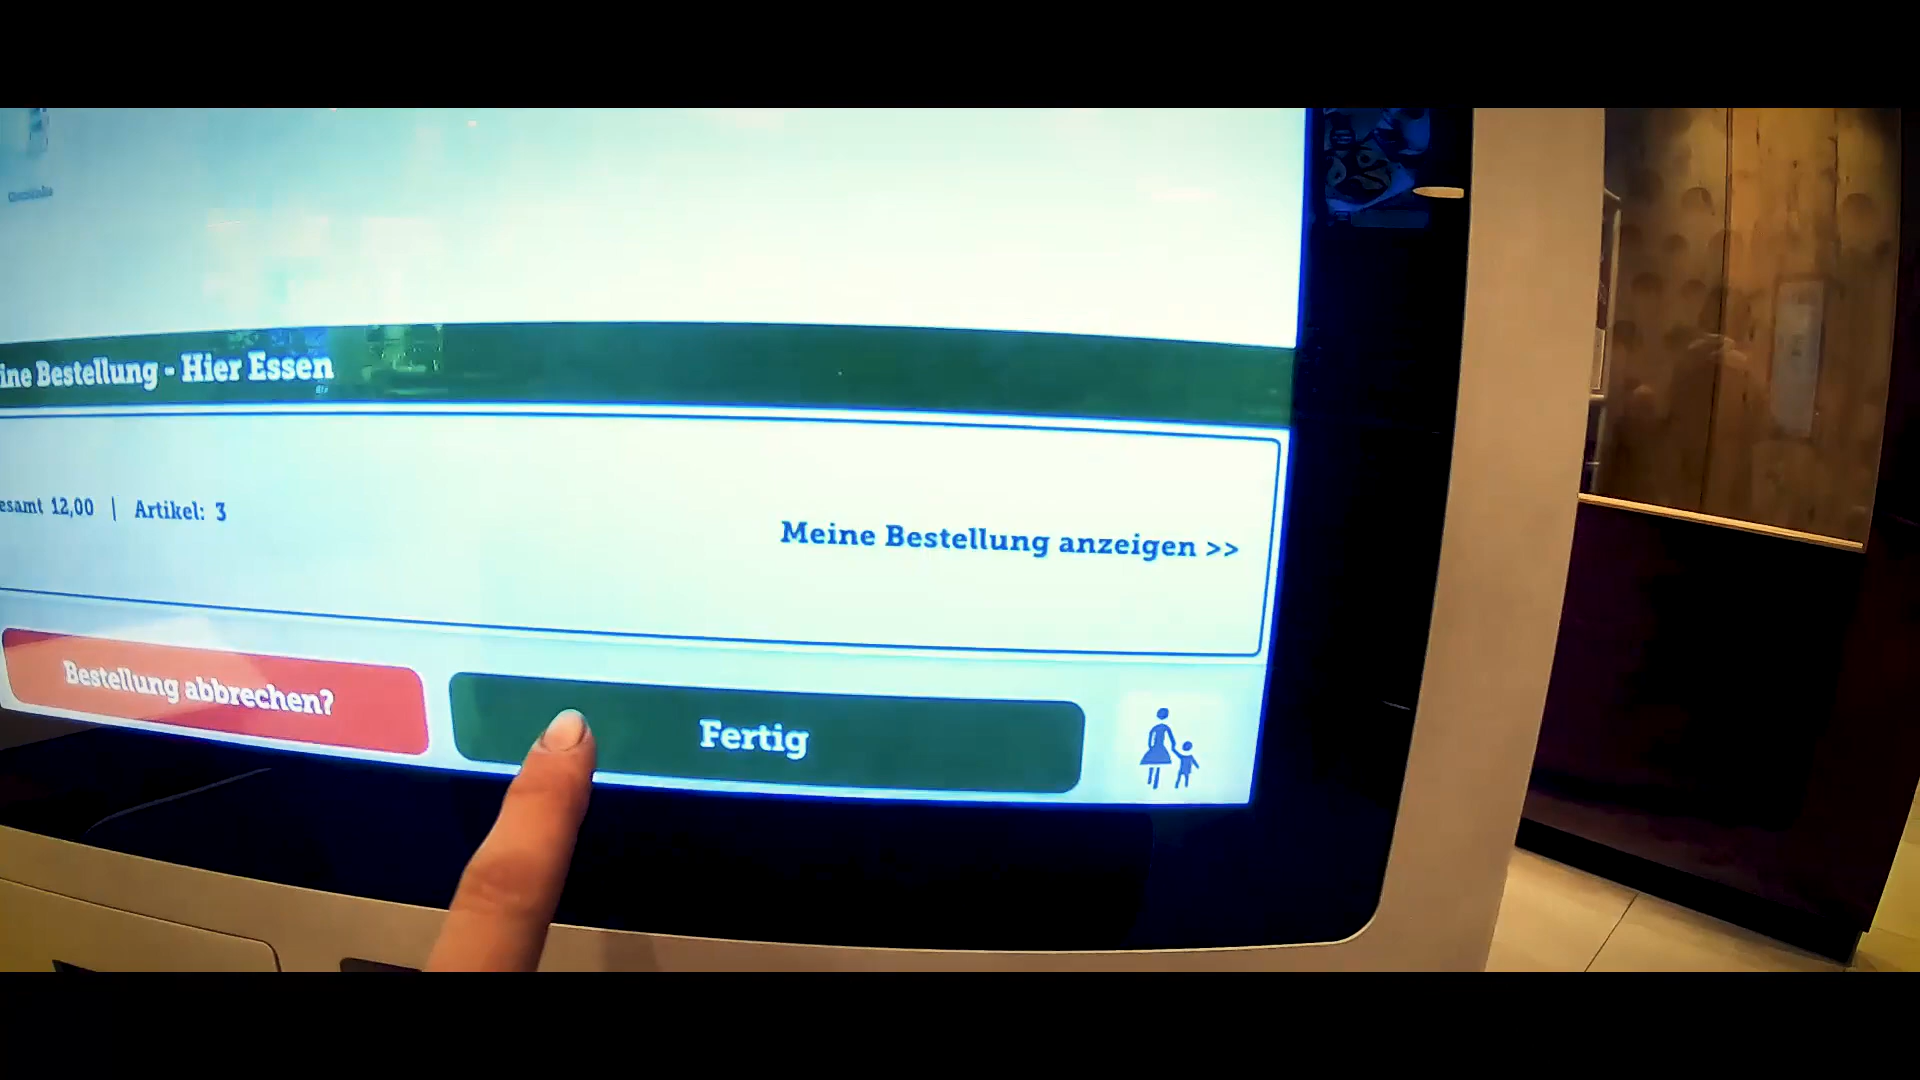 ine Bestellung - Hier Essen
esamt 12,00 | Artikel: 3
Meine Bestellung anzeigen >>
Bestellung abbrechen?
Fertig